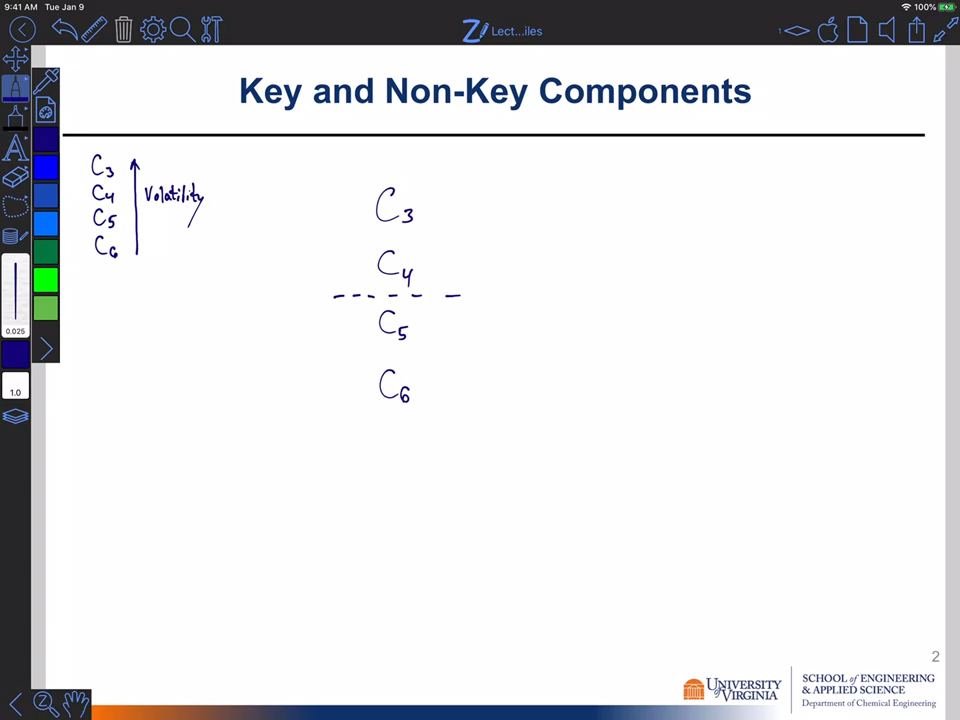 9:41 AM Tue Jan 9
100%
Lect...iles
1
Key and Non-Key Components
C3
C4
C5
C6
Volatility
C3
C4
C5
C6
0.025
1.0
2
UNIVERSITY of VIRGINIA
SCHOOL of ENGINEERING & APPLIED SCIENCE
Department of Chemical Engineering